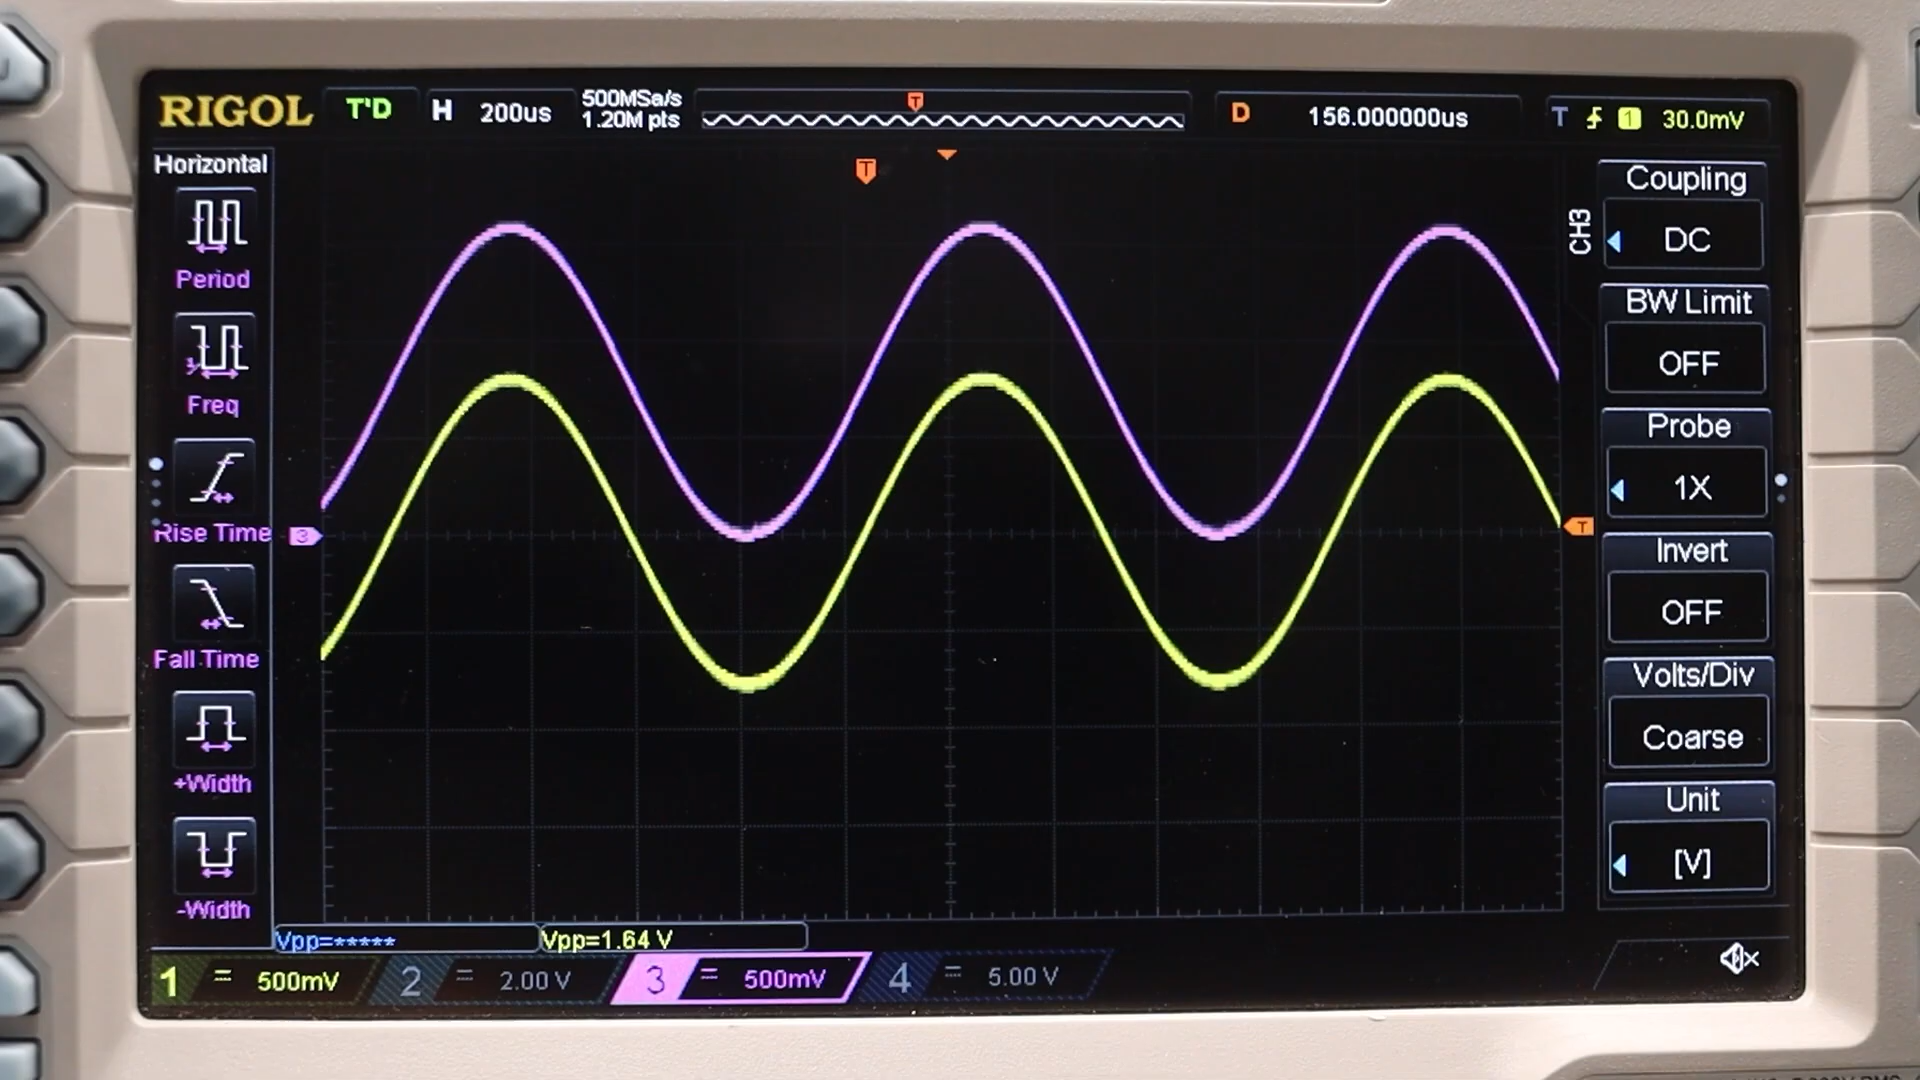 RIGOL T'D H 200us 500MSa/s 1.20M pts D 156.000000us T 1 30.0mV
T
T
Horizontal
Period
Freq
Rise Time
Fall Time
+Width
-Width
3
T
CH3
Coupling
DC
BW Limit
OFF
Probe
1X
Invert
OFF
Volts/Div
Coarse
Unit
[V]
Vpp=***** Vpp=1.64 V
1 = 500mV 2 = 2.00 V 3 = 500mV 4 = 5.00 V